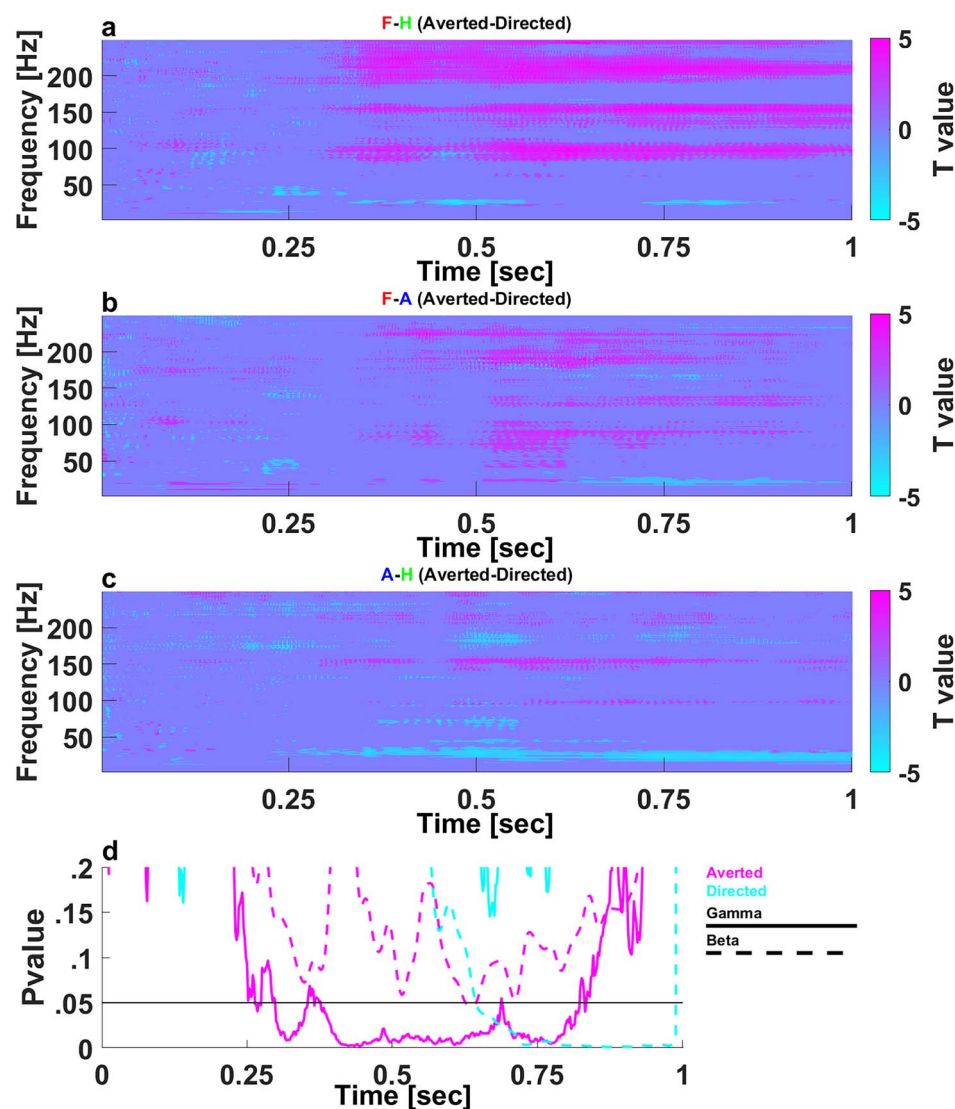 a
F-H (Averted-Directed)
Frequency [Hz]
200
150
100
50
0.25 0.5 0.75 1
Time [sec]
5
0
-5
T value
b
F-A (Averted-Directed)
Frequency [Hz]
200
150
100
50
0.25 0.5 0.75 1
Time [sec]
5
0
-5
T value
c
A-H (Averted-Directed)
Frequency [Hz]
200
150
100
50
0.25 0.5 0.75 1
Time [sec]
5
0
-5
T value
d
Pvalue
.2
.15
.1
.05
0
0 0.25 0.5 0.75 1
Time [sec]
Averted
Directed
Gamma
Beta